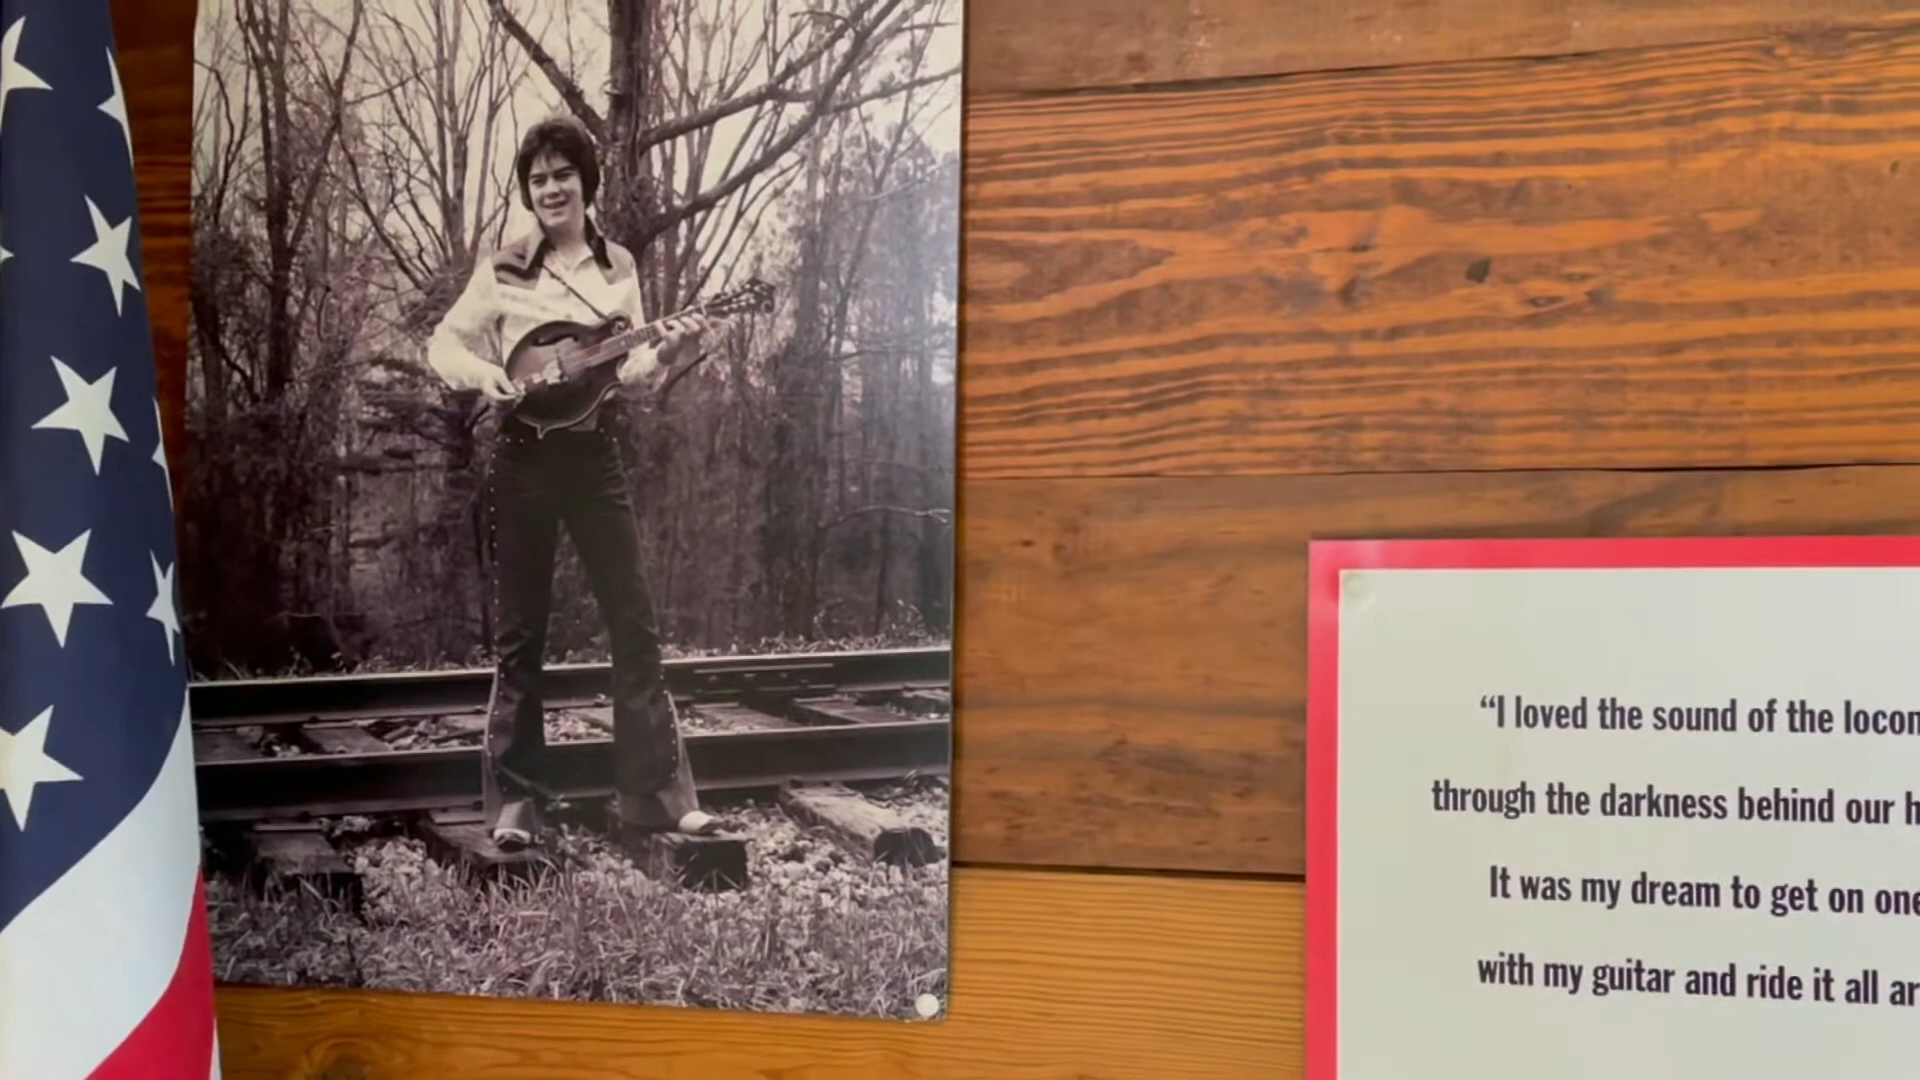 “I loved the sound of the
through the darkness behind our
It was my dream to get on
with my guitar and ride it all